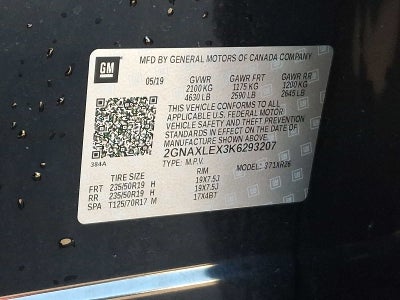 GM
MFD BY GENERAL MOTORS OF CANADA COMPANY
05/19 GVWR GAWR FRT GAWR RR
2100 KG 1175 KG 1200 KG
4630 LB 2590 LB 2645 LB
THIS VEHICLE CONFORMS TO ALL
APPLICABLE U.S. FEDERAL MOTOR
VEHICLE SAFETY AND THEFT PREVENTION
STANDARDS IN EFFECT ON THE DATE OF
MANUFACTURE SHOWN ABOVE.
2GNAXLEX3K6293207
384A TYPE: M.P.V. MODEL: 271XR26
TIRE SIZE RIM
FRT 235/50R19 H 19X7.5J
RR 235/50R19 H 19X7.5J
SPA T125/70R17 M 17X4BT